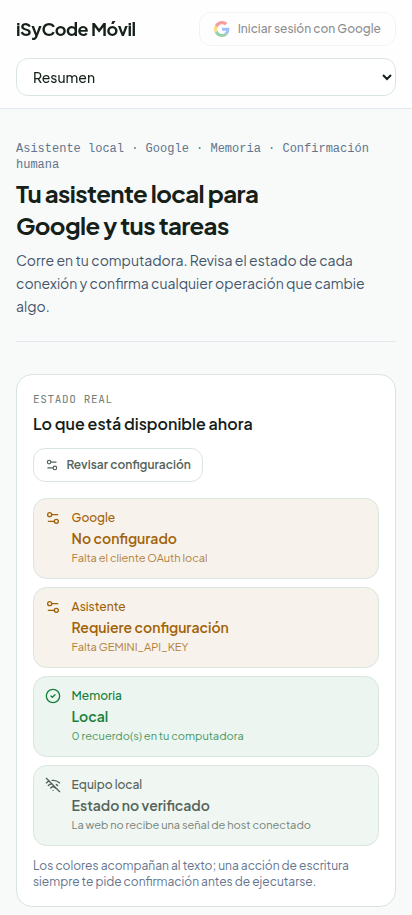 iSyCode Móvil
Iniciar sesión con Google
Resumen
Asistente local · Google · Memoria · Confirmación
humana
Tu asistente local para
Google y tus tareas
Corre en tu computadora. Revisa el estado de cada
conexión y confirma cualquier operación que cambie
algo.
ESTADO REAL
Lo que está disponible ahora
Revisar configuración
Google
No configurado
Falta el cliente OAuth local
Asistente
Requiere configuración
Falta GEMINI_API_KEY
Memoria
Local
0 recuerdo(s) en tu computadora
Equipo local
Estado no verificado
La web no recibe una señal de host conectado
Los colores acompañan al texto; una acción de escritura
siempre te pide confirmación antes de ejecutarse.